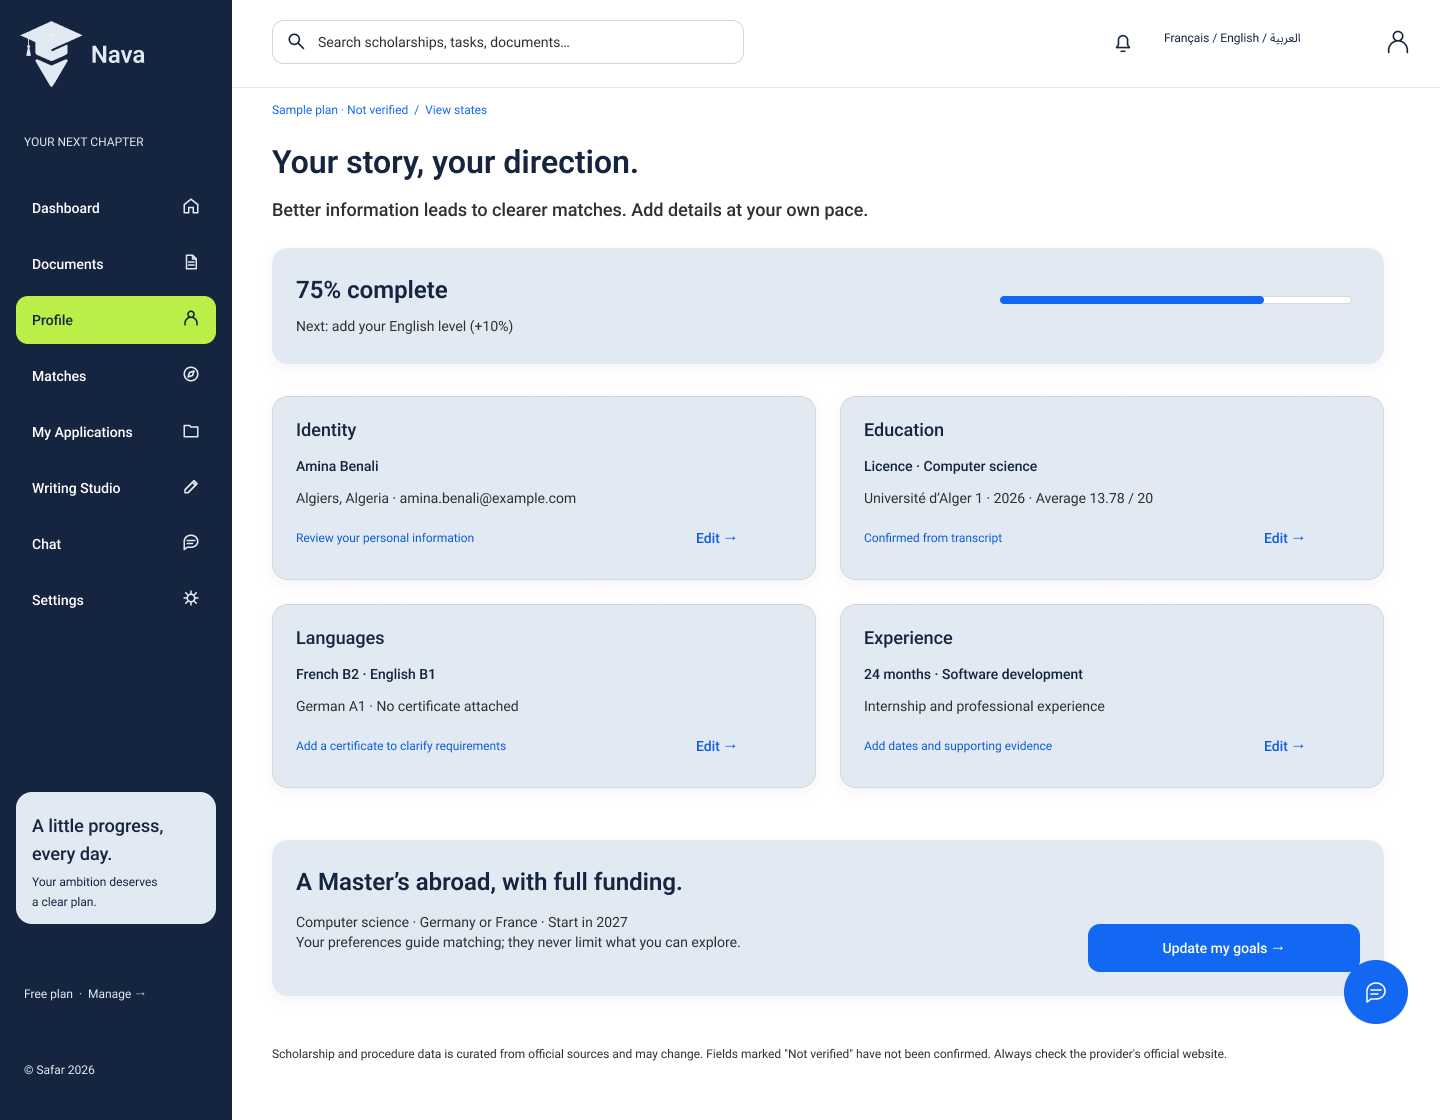 Nava
YOUR NEXT CHAPTER
Dashboard
Documents
Profile
Matches
My Applications
Writing Studio
Chat
Settings
A little progress,
every day.
Your ambition deserves
a clear plan.
Free plan · Manage →
© Safar 2026
Search scholarships, tasks, documents...
Français / English / العربية
Sample plan · Not verified / View states
Your story, your direction.
Better information leads to clearer matches. Add details at your own pace.
75% complete
Next: add your English level (+10%)
Identity
Amina Benali
Algiers, Algeria · amina.benali@example.com
Review your personal information Edit →
Education
Licence · Computer science
Université d’Alger 1 · 2026 · Average 13.78 / 20
Confirmed from transcript Edit →
Languages
French B2 · English B1
German A1 · No certificate attached
Add a certificate to clarify requirements Edit →
Experience
24 months · Software development
Internship and professional experience
Add dates and supporting evidence Edit →
A Master’s abroad, with full funding.
Computer science · Germany or France · Start in 2027
Your preferences guide matching; they never limit what you can explore.
Update my goals →
Scholarship and procedure data is curated from official sources and may change. Fields marked "Not verified" have not been confirmed. Always check the provider's official website.